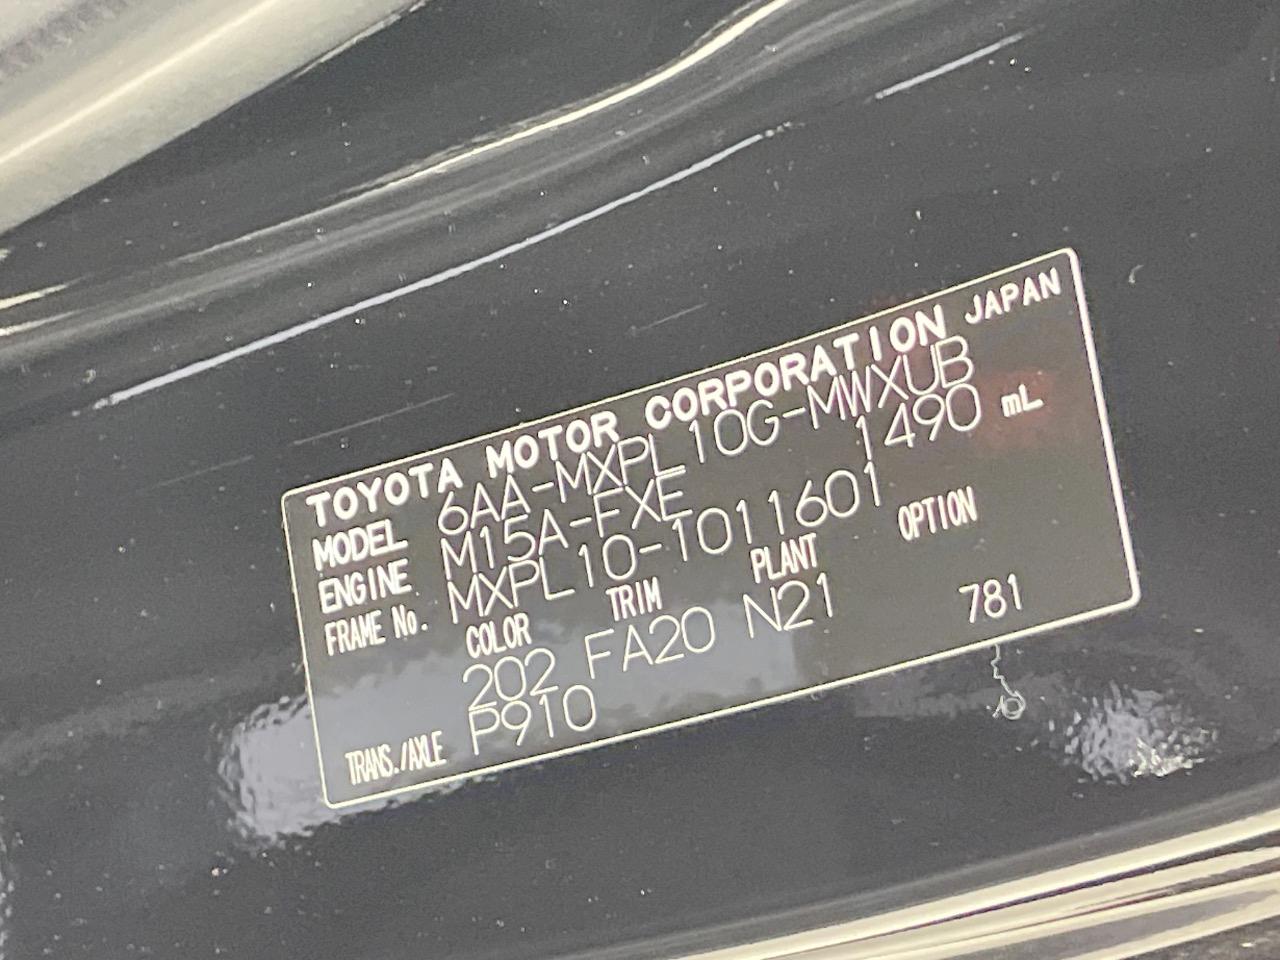 TOYOTA MOTOR CORPORATION JAPAN
MODEL 6AA-MXPL10G-MWXUB
ENGINE M15A-FXE 1490 mL
FRAME No. MXPL10-1011601
COLOR TRIM PLANT OPTION
202 FA20 N21 781
TRANS./AXLE P910